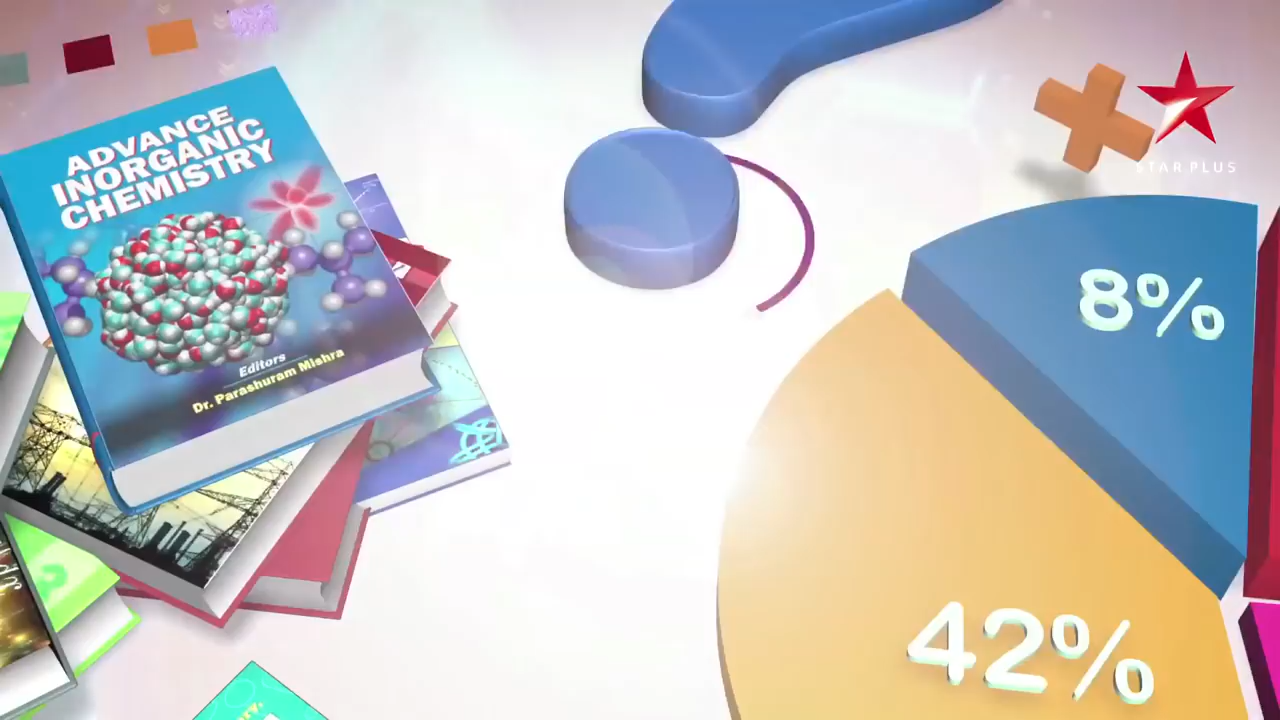 ADVANCE
INORGANIC
CHEMISTRY
Editors
Dr. Parashuram Mishra
STAR PLUS
8%
42%